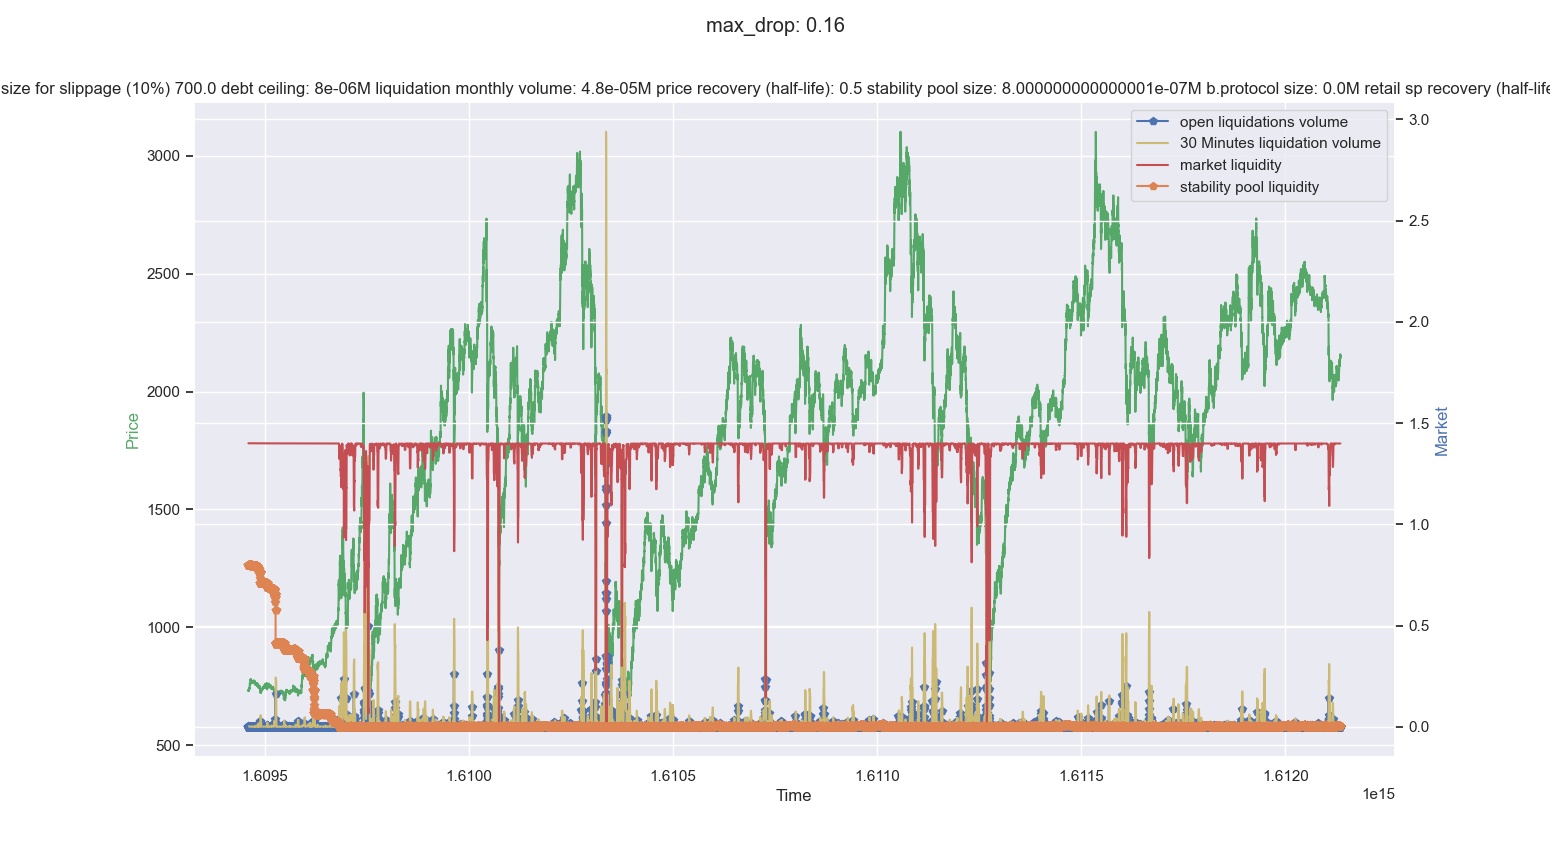 max_drop: 0.16
size for slippage (10%) 700.0 debt ceiling: 8e-06M liquidation monthly volume: 4.8e-05M price recovery (half-life): 0.5 stability pool size: 8.000000000000001e-07M b.protocol size: 0.0M retail sp recovery (half-life
open liquidations volume
30 Minutes liquidation volume
market liquidity
stability pool liquidity
3000
2500
2000
1500
1000
500
Price
3.0
2.5
2.0
1.5
1.0
0.5
0.0
Market
1.6095
1.6100
1.6105
1.6110
1.6115
1.6120
1e15
Time